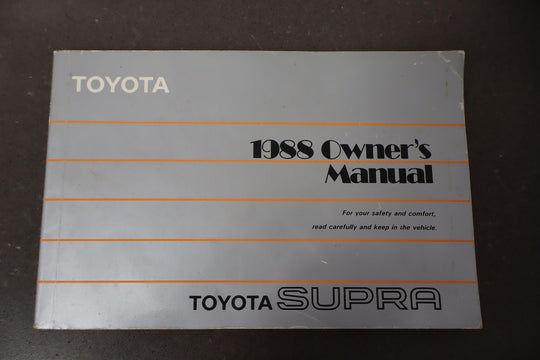 TOYOTA
1988 Owner's
Manual
For your safety and comfort,
read carefully and keep in the vehicle.
TOYOTA SUPRA